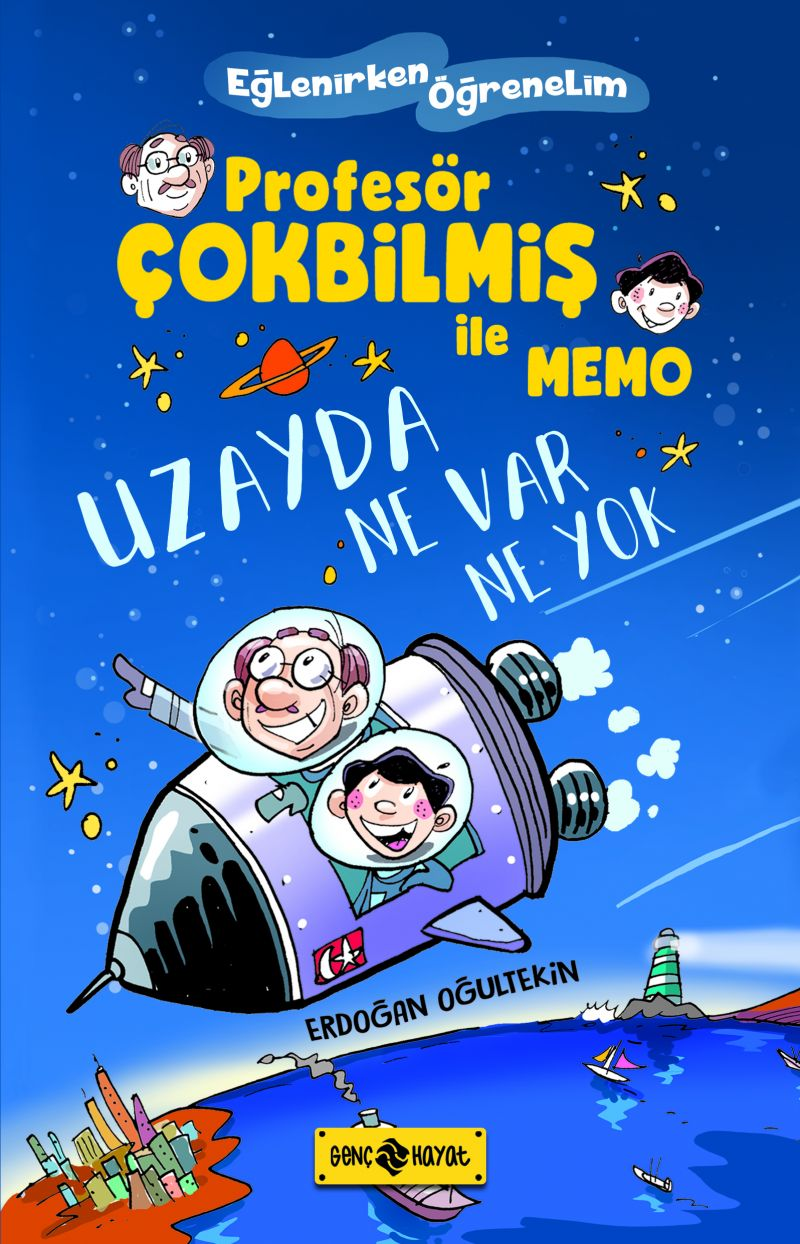 Eğlenirken Öğrenelim
Profesör
ÇOKBİLMİŞ
ile MEMO
UZAYDA
NE VAR
NE YOK
ERDOĞAN OĞULTEKİN
GENÇ HAYAT